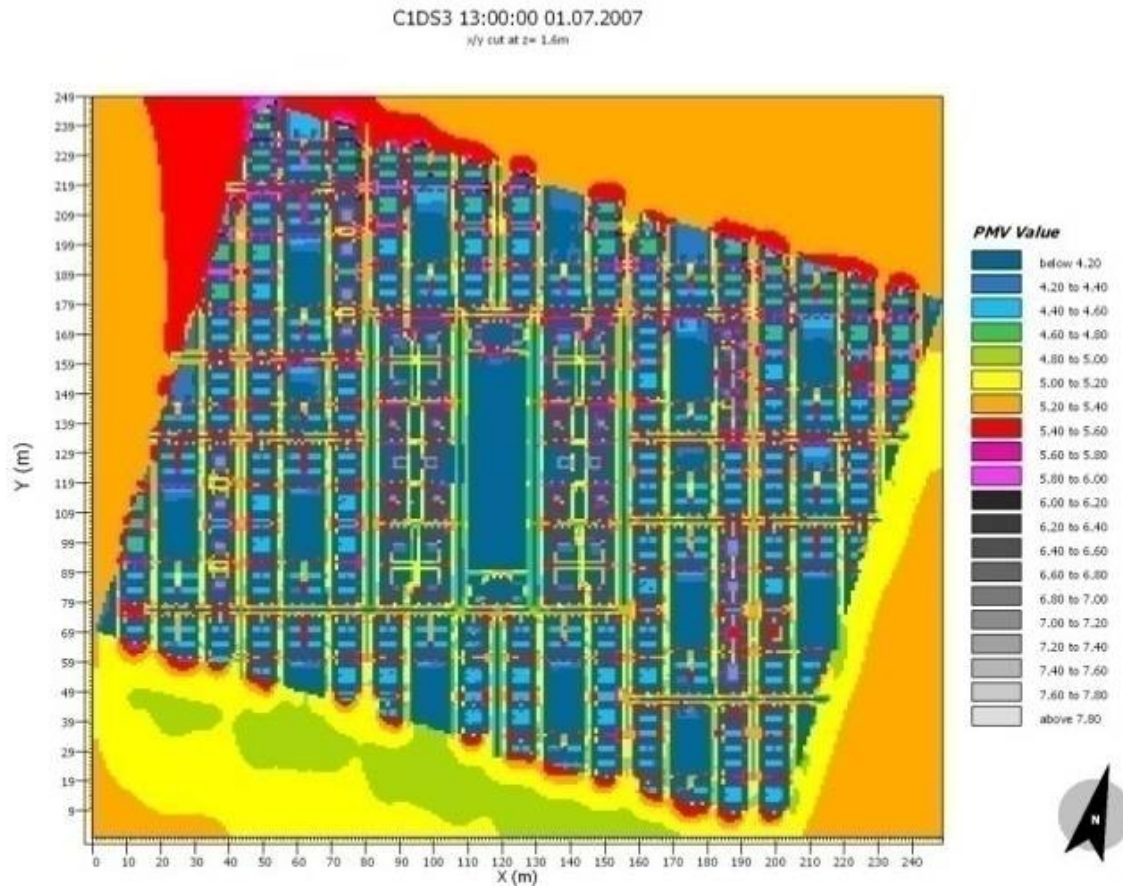 C1DS3 13:00:00 01.07.2007
x/y cut at z= 1.6m
249
239
229
219
209
199
189
179
169
159
149
139
129
119
109
99
89
79
69
59
49
39
29
19
9
Y (m)
0 10 20 30 40 50 60 70 80 90 100 110 120 130 140 150 160 170 180 190 200 210 220 230 240
X (m)
PMV Value
below 4.20
4.20 to 4.40
4.40 to 4.60
4.60 to 4.80
4.80 to 5.00
5.00 to 5.20
5.20 to 5.40
5.40 to 5.60
5.60 to 5.80
5.80 to 6.00
6.00 to 6.20
6.20 to 6.40
6.40 to 6.60
6.60 to 6.80
6.80 to 7.00
7.00 to 7.20
7.20 to 7.40
7.40 to 7.60
7.60 to 7.80
above 7.80
N